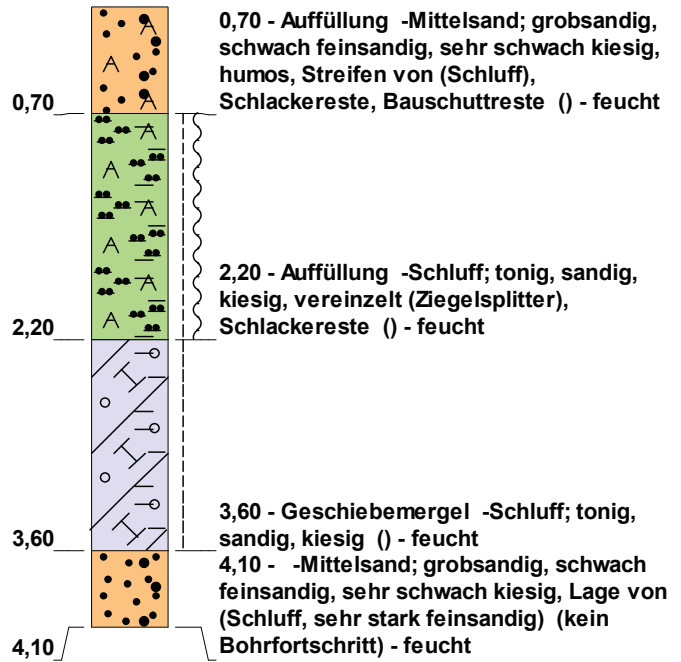 0,70 - Auffüllung -Mittelsand; grobsandig,
schwach feinsandig, sehr schwach kiesig,
humos, Streifen von (Schluff),
Schlackereste, Bauschuttreste () - feucht
0,70
2,20 - Auffüllung -Schluff; tonig, sandig,
kiesig, vereinzelt (Ziegelsplitter),
Schlackereste () - feucht
2,20
3,60 - Geschiebemergel -Schluff; tonig,
sandig, kiesig () - feucht
3,60
4,10 - -Mittelsand; grobsandig, schwach
feinsandig, sehr schwach kiesig, Lage von
(Schluff, sehr stark feinsandig) (kein
Bohrfortschritt) - feucht
4,10